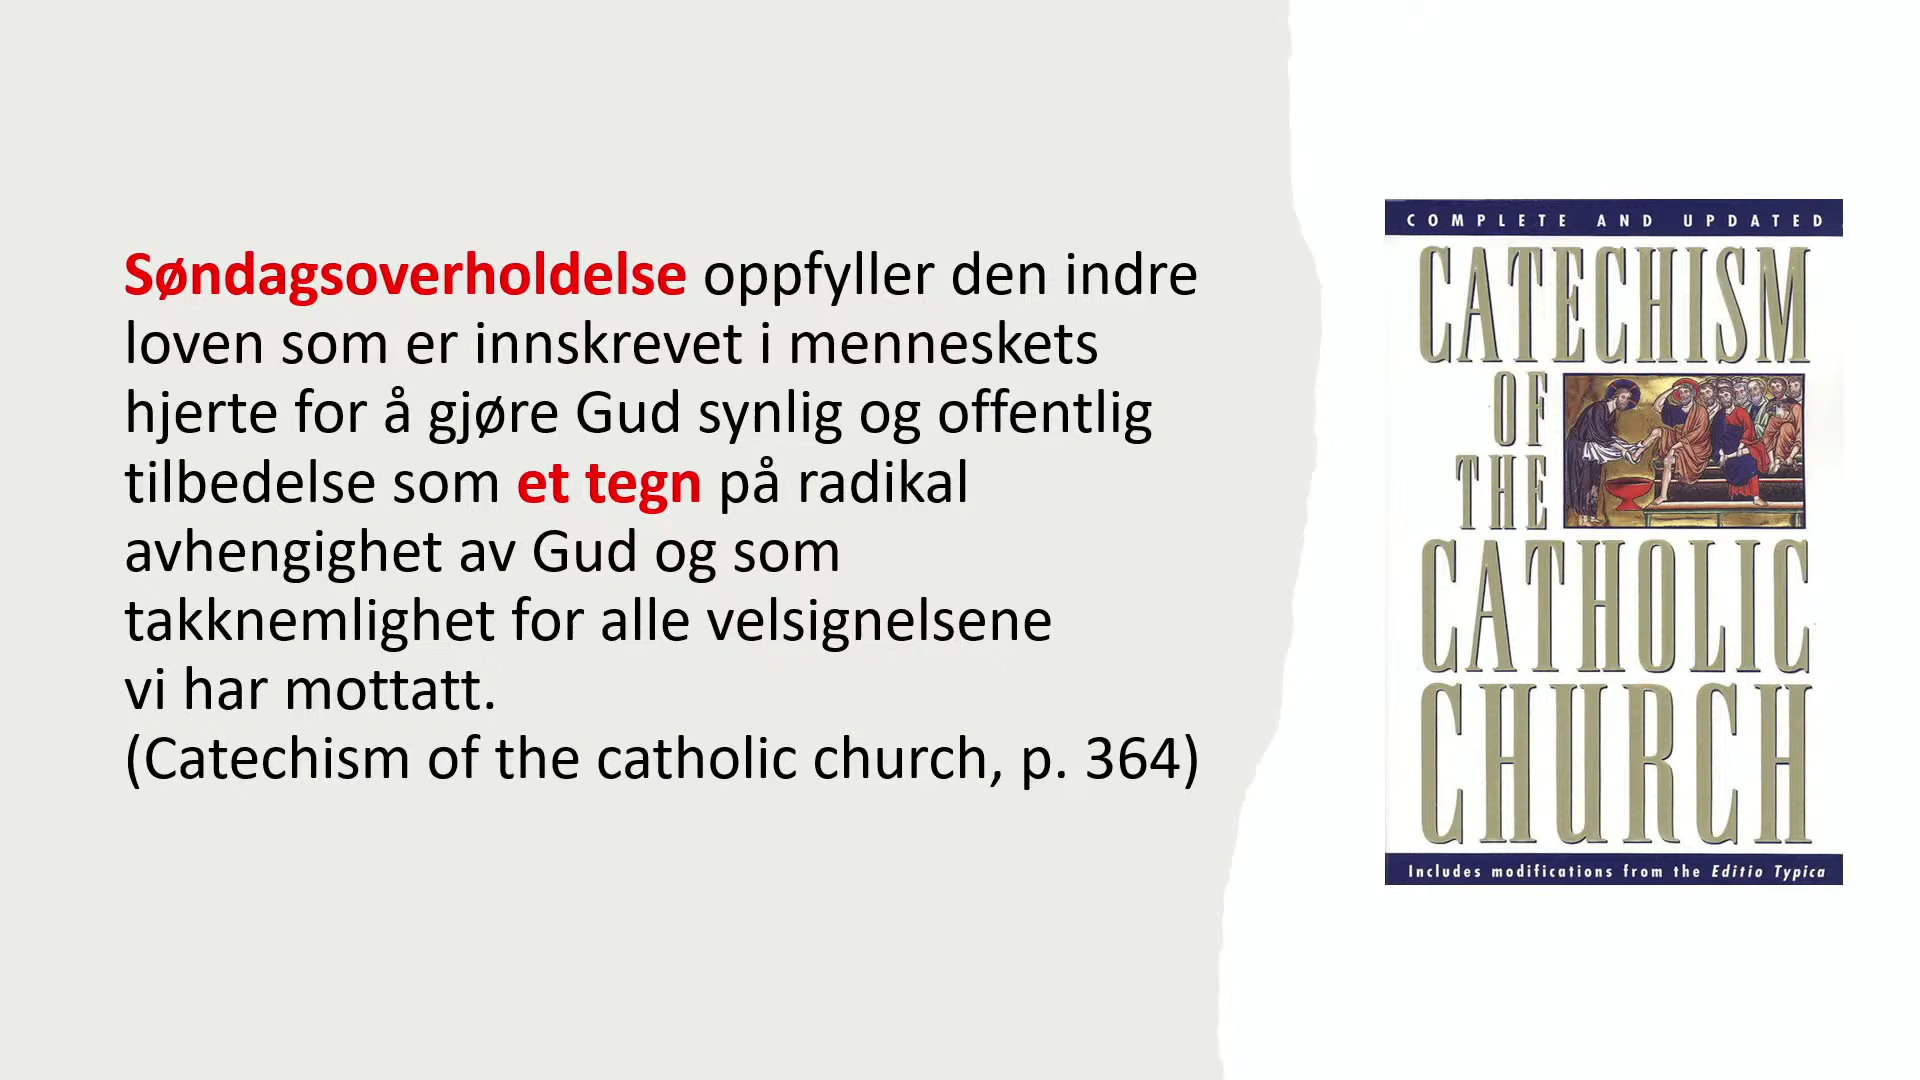 Søndagsoverholdelse oppfyller den indre
loven som er innskrevet i menneskets
hjerte for å gjøre Gud synlig og offentlig
tilbedelse som et tegn på radikal
avhengighet av Gud og som
takknemlighet for alle velsignelsene
vi har mottatt.
(Catechism of the catholic church, p. 364)
COMPLETE AND UPDATED
CATECHISM
OF
THE
CATHOLIC
CHURCH
Includes modifications from the Editio Typica